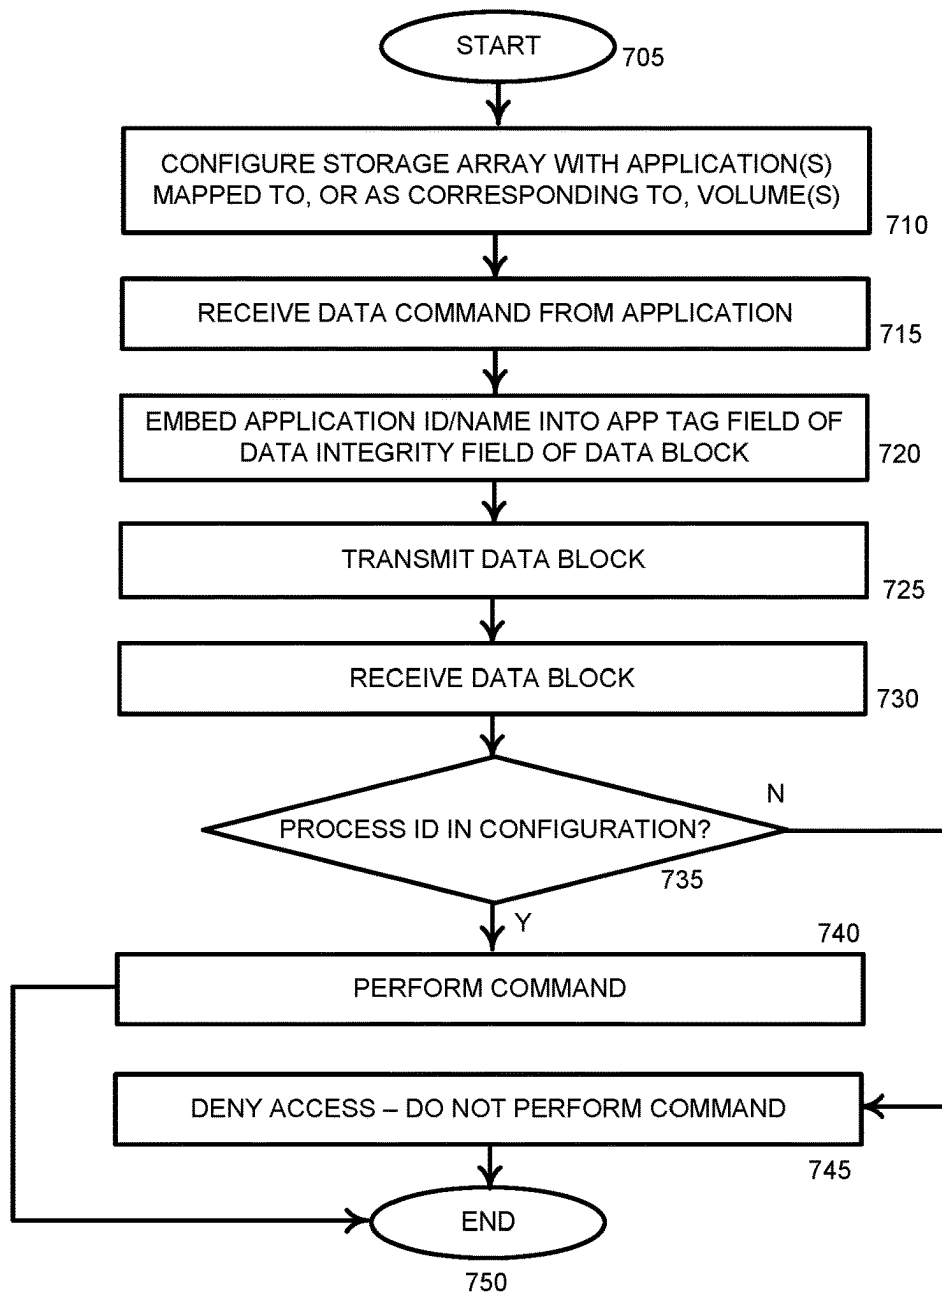 START
705
CONFIGURE STORAGE ARRAY WITH APPLICATION(S)
MAPPED TO, OR AS CORRESPONDING TO, VOLUME(S)
710
RECEIVE DATA COMMAND FROM APPLICATION
715
EMBED APPLICATION ID/NAME INTO APP TAG FIELD OF
DATA INTEGRITY FIELD OF DATA BLOCK
720
TRANSMIT DATA BLOCK
725
RECEIVE DATA BLOCK
730
N
PROCESS ID IN CONFIGURATION?
735
Y
740
PERFORM COMMAND
DENY ACCESS – DO NOT PERFORM COMMAND
745
END
750